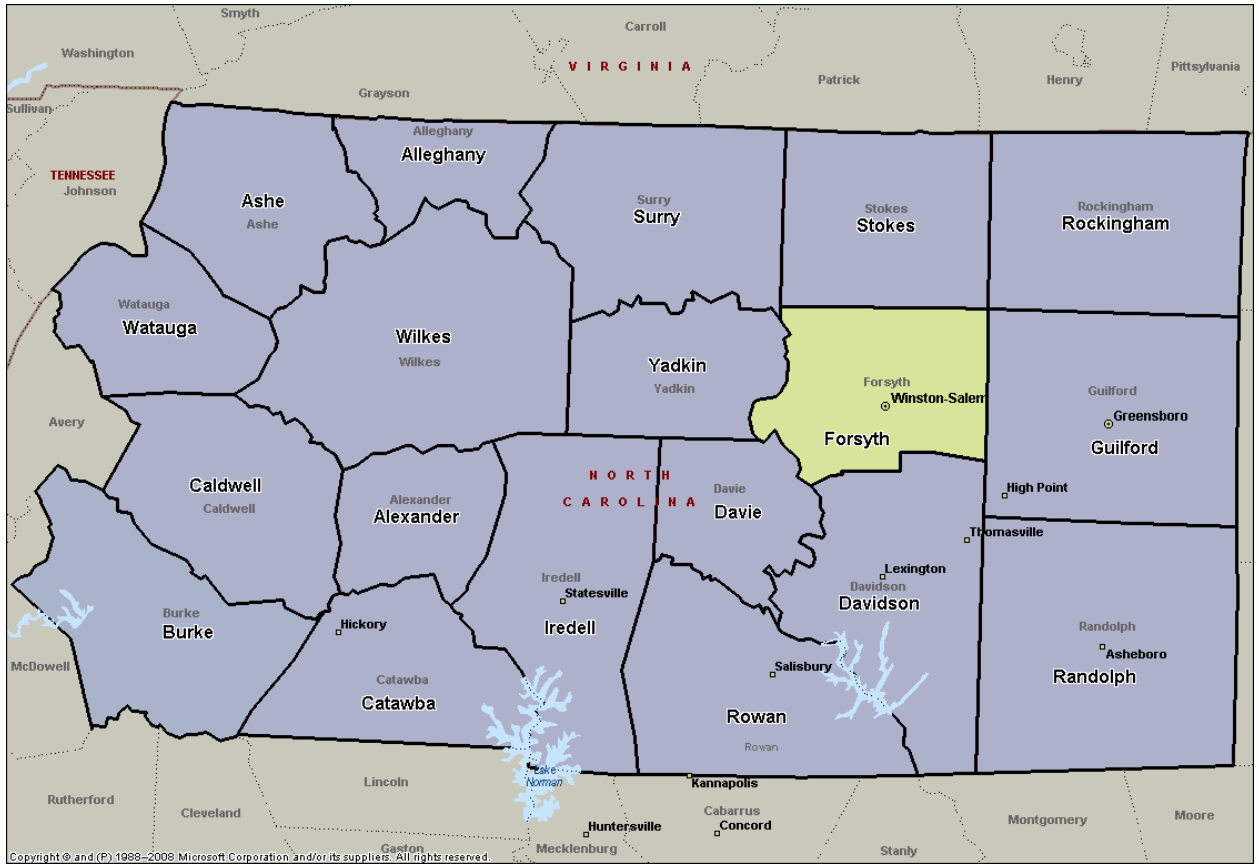 Smyth
Carroll
Washington
V I R G I N I A
Patrick
Henry
Pittsylvania
Grayson
Sullivan
Alleghany
Alleghany
TENNESSEE
Johnson
Ashe
Ashe
Surry
Surry
Stokes
Stokes
Rockingham
Rockingham
Watauga
Watauga
Wilkes
Wilkes
Yadkin
Yadkin
Forsyth
Winston-Salem
Forsyth
Guilford
Greensboro
Guilford
Avery
Caldwell
Caldwell
Alexander
Alexander
N O R T H
C A R O L I N A
Davie
Davie
High Point
Thomasville
Lexington
Davidson
Davidson
Iredell
Statesville
Iredell
Burke
Burke
Hickory
McDowell
Catawba
Catawba
Salisbury
Rowan
Rowan
Randolph
Asheboro
Randolph
Lake
Norman
Kannapolis
Lincoln
Rutherford
Cleveland
Cabarrus
Concord
Huntersville
Mecklenburg
Gaston
Stanly
Montgomery
Moore
Copyright © and (P) 1988–2008 Microsoft Corporation and/or its suppliers. All rights reserved.